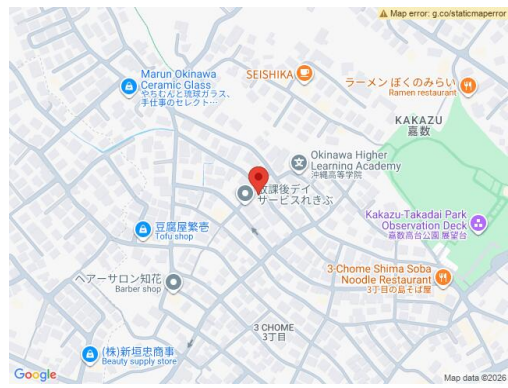 Map error: g.co/staticmaperror
Marun Okinawa
Ceramic Glass
やちむんと琉球ガラス、
手仕事のセレクト…
SEISHIKA
ラーメン ぼくのみらい
Ramen restaurant
KAKAZU
嘉数
Okinawa Higher
Learning Academy
沖縄高等学院
放課後デイ
サービスれきぶ
Kakazu-Takadai Park
Observation Deck
嘉数高台公園 展望台
豆腐屋繁壱
Tofu shop
3 Chome Shima Soba
Noodle Restaurant
3丁目の島そば屋
ヘアーサロン知花
Barber shop
3 CHOME
3丁目
(株)新垣忠商事
Beauty supply store
Google
Map data ©2026